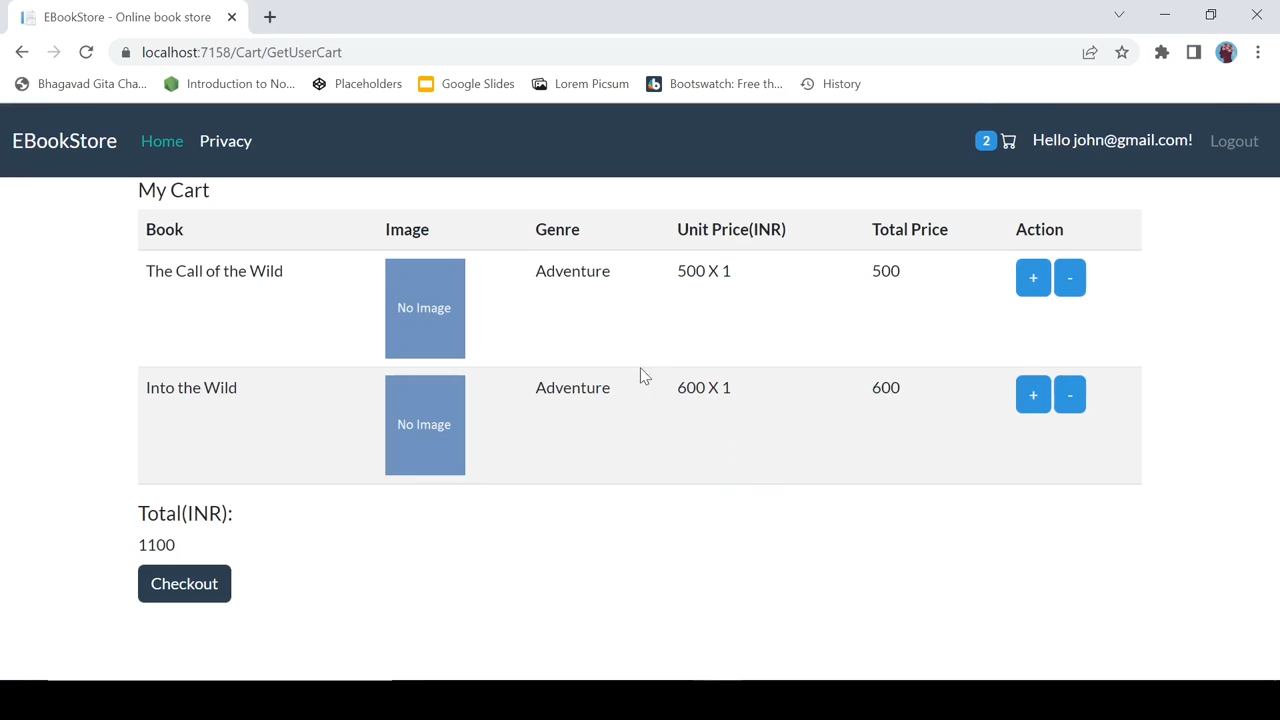 EBookStore - Online book store
localhost:7158/Cart/GetUserCart
Bhagavad Gita Cha... Introduction to No... Placeholders Google Slides Lorem Picsum Bootswatch: Free th... History
EBookStore Home Privacy 2 Hello john@gmail.com! Logout
My Cart
Book Image Genre Unit Price(INR) Total Price Action
The Call of the Wild No Image Adventure 500 X 1 500 + -
Into the Wild No Image Adventure 600 X 1 600 + -
Total(INR):
1100
Checkout